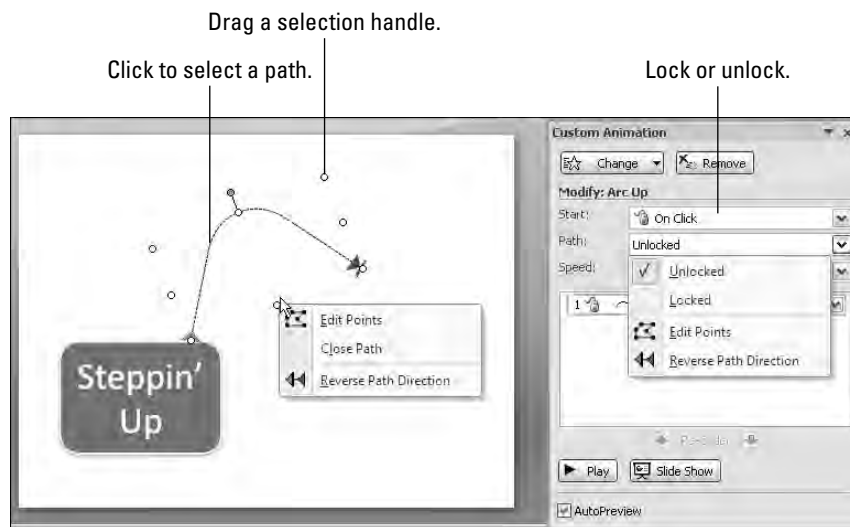 Drag a selection handle.
Click to select a path.
Lock or unlock.
Custom Animation
Change
Remove
Modify: Arc Up
Start:
On Click
Path:
Unlocked
Speed:
Unlocked
Locked
Edit Points
Reverse Path Direction
1
Edit Points
Close Path
Reverse Path Direction
Steppin’
Up
Play
Slide Show
AutoPreview